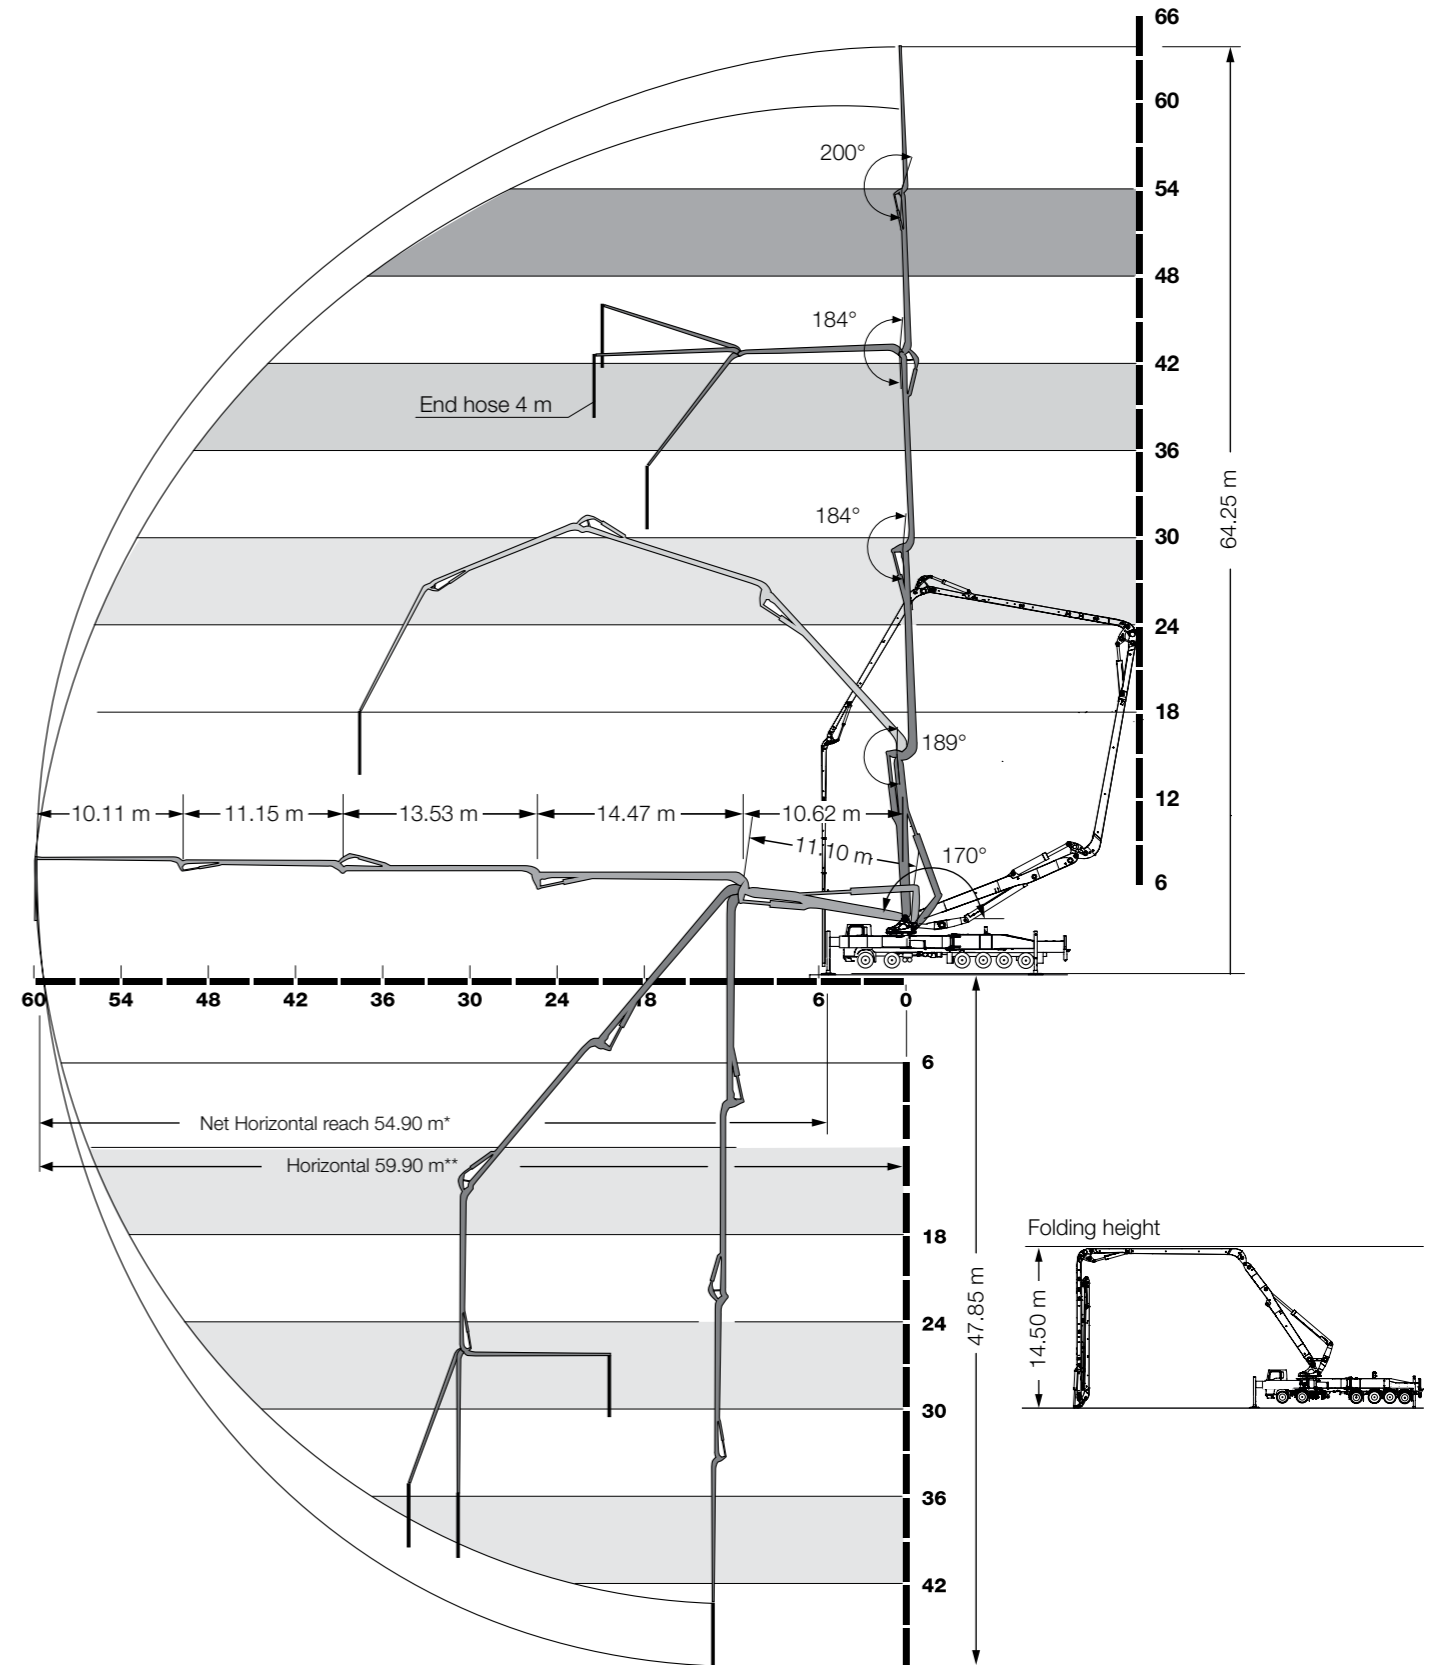 66
60
200°
54
48
184°
42
End hose 4 m
36
64.25 m
184°
30
24
18
189°
12
10.11 m
11.15 m
13.53 m
14.47 m
10.62 m
11.10 m
170°
6
60
54
48
42
36
30
24
18
6
0
6
Net Horizontal reach 54.90 m*
Horizontal 59.90 m**
18
Folding height
47.85 m
14.50 m
24
30
36
42